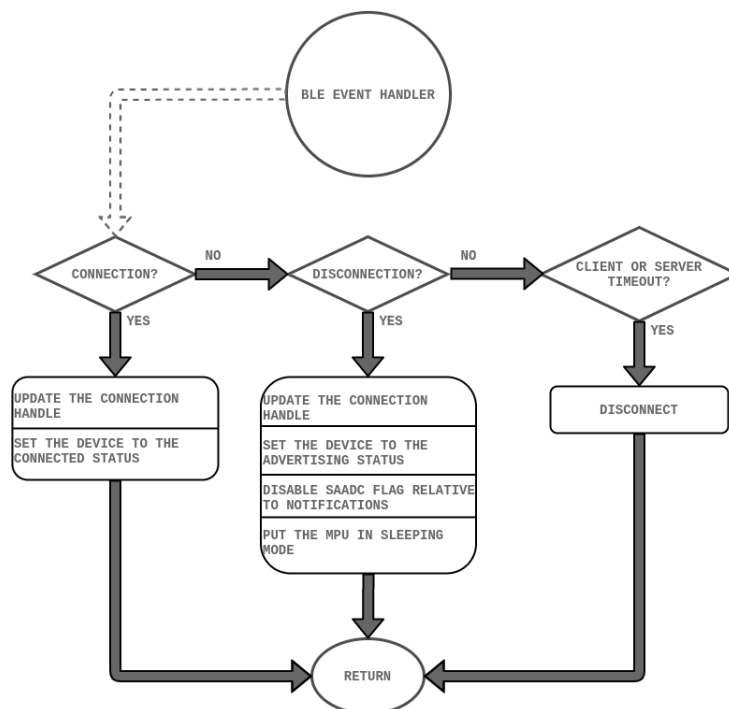 BLE EVENT HANDLER
NO
NO
CONNECTION?
DISCONNECTION?
CLIENT OR SERVER
TIMEOUT?
YES
YES
YES
UPDATE THE CONNECTION
HANDLE
SET THE DEVICE TO THE
CONNECTED STATUS
UPDATE THE CONNECTION
HANDLE
SET THE DEVICE TO THE
ADVERTISING STATUS
DISABLE SAADC FLAG RELATIVE
TO NOTIFICATIONS
PUT THE MPU IN SLEEPING
MODE
DISCONNECT
RETURN